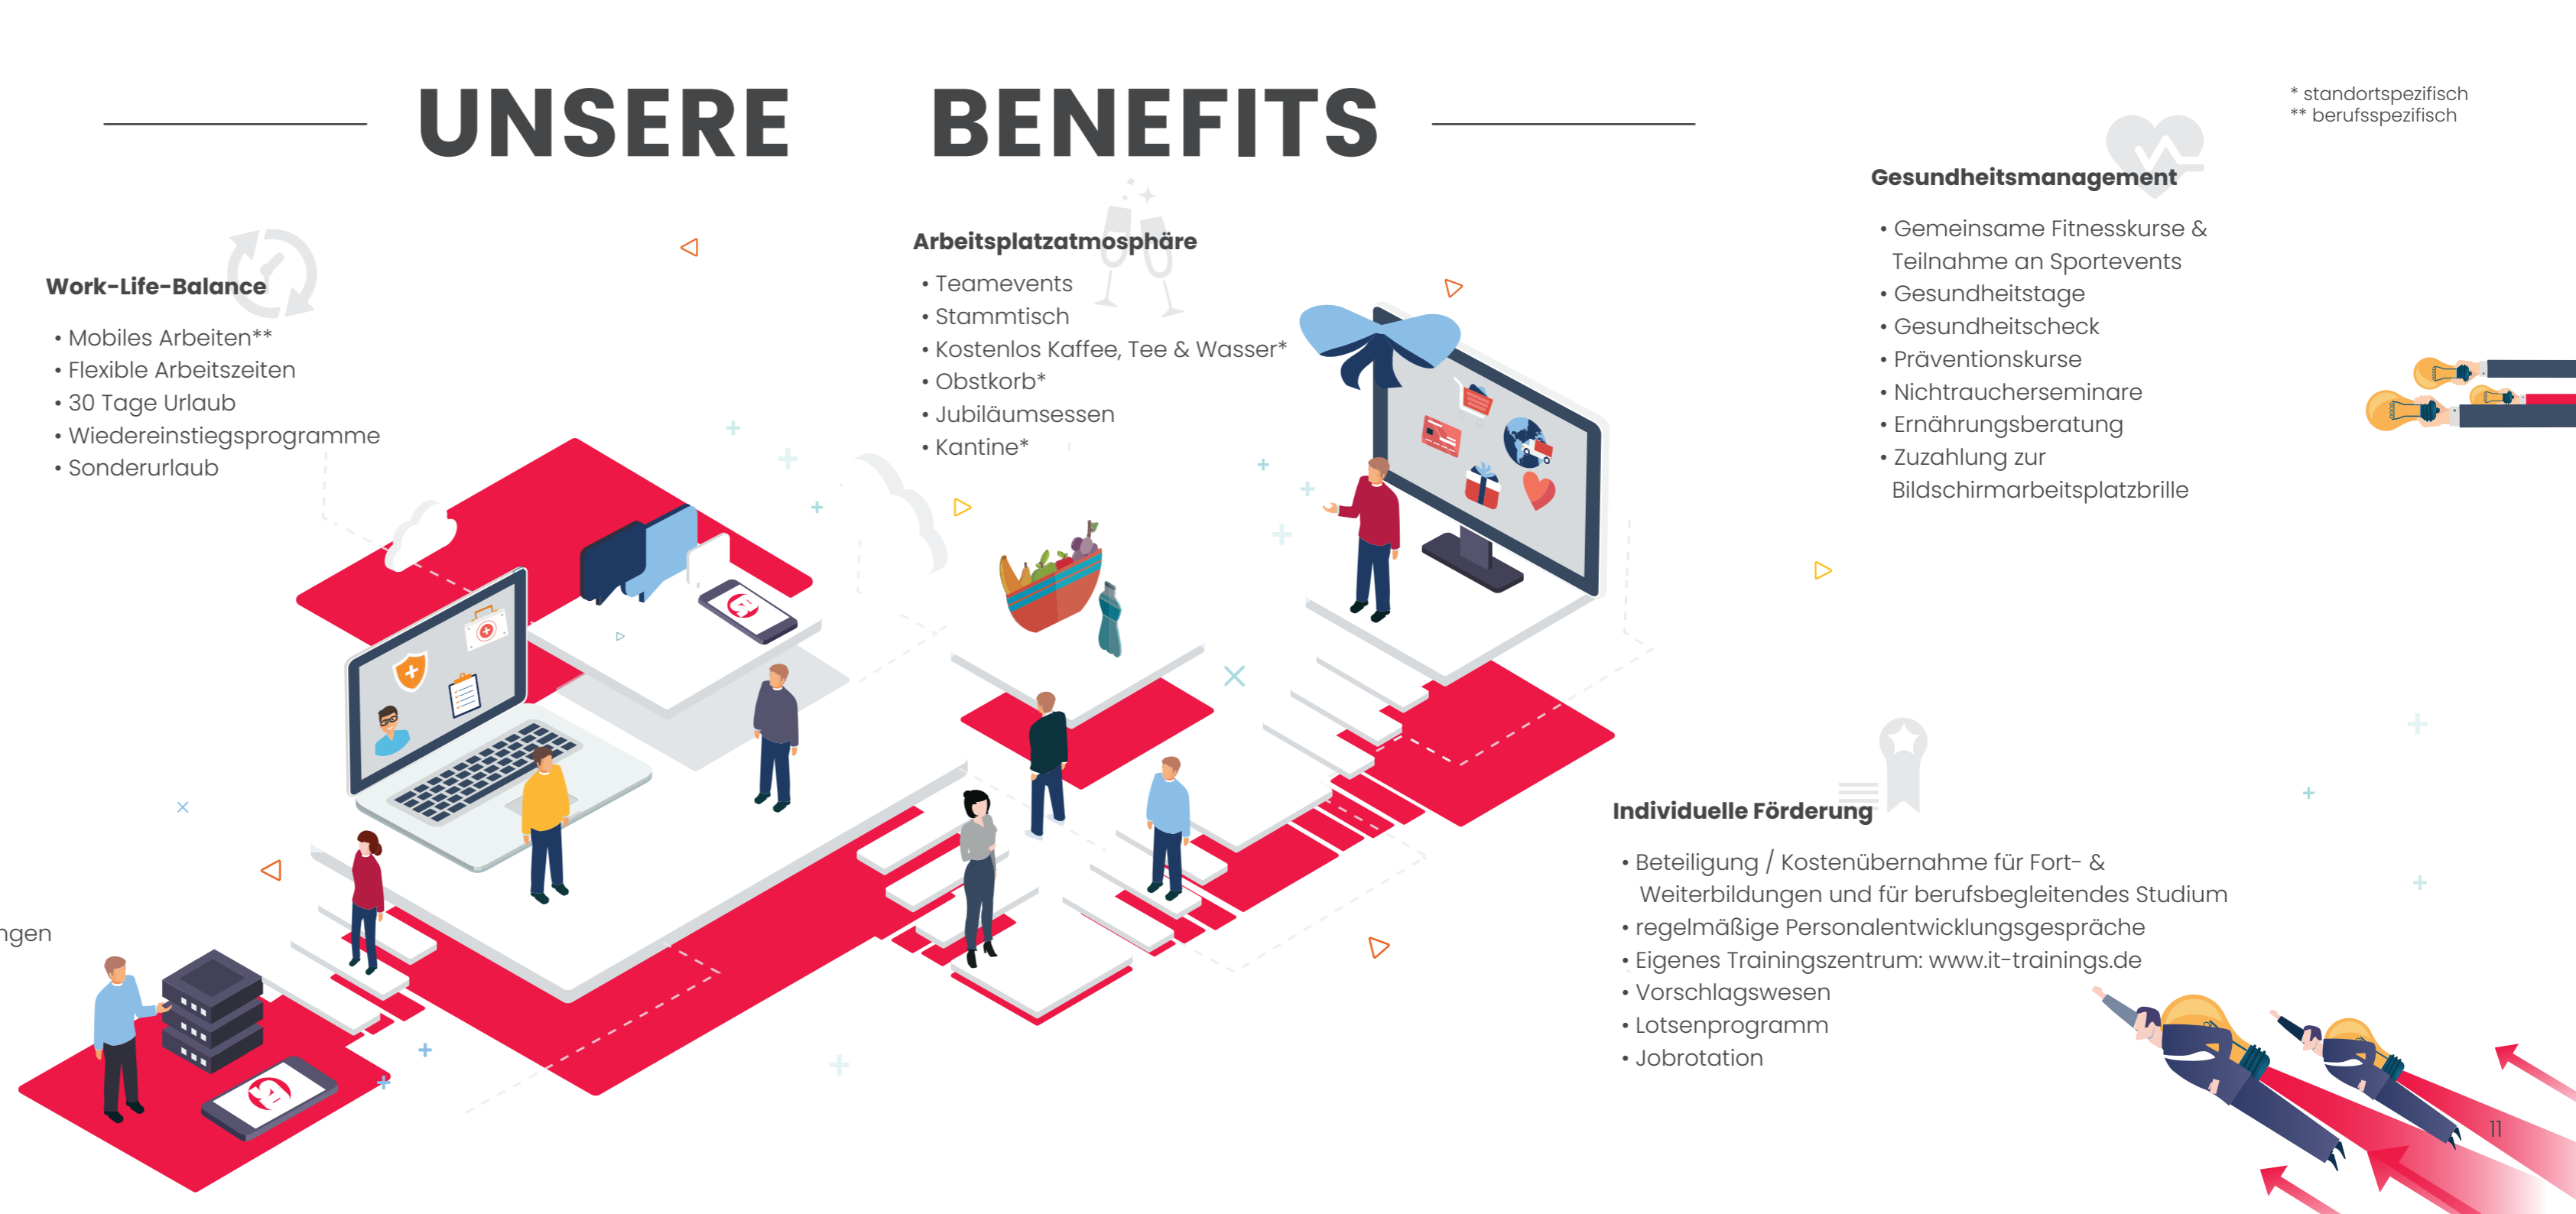 UNSERE BENEFITS
* standortspezifisch
** berufsspezifisch
Work-Life-Balance
• Mobiles Arbeiten**
• Flexible Arbeitszeiten
• 30 Tage Urlaub
• Wiedereinstiegsprogramme
• Sonderurlaub
Arbeitsplatzatmosphäre
• Teamevents
• Stammtisch
• Kostenlos Kaffee, Tee & Wasser*
• Obstkorb*
• Jubiläumsessen
• Kantine*
Gesundheitsmanagement
• Gemeinsame Fitnesskurse &
Teilnahme an Sportevents
• Gesundheitstage
• Gesundheitscheck
• Präventionskurse
• Nichtraucherseminare
• Ernährungsberatung
• Zuzahlung zur
Bildschirmarbeitsplatzbrille
Individuelle Förderung
• Beteiligung / Kostenübernahme für Fort- &
Weiterbildungen und für berufsbegleitendes Studium
• regelmäßige Personalentwicklungsgespräche
• Eigenes Trainingszentrum: www.it-trainings.de
• Vorschlagswesen
• Lotsenprogramm
• Jobrotation
ngen
11